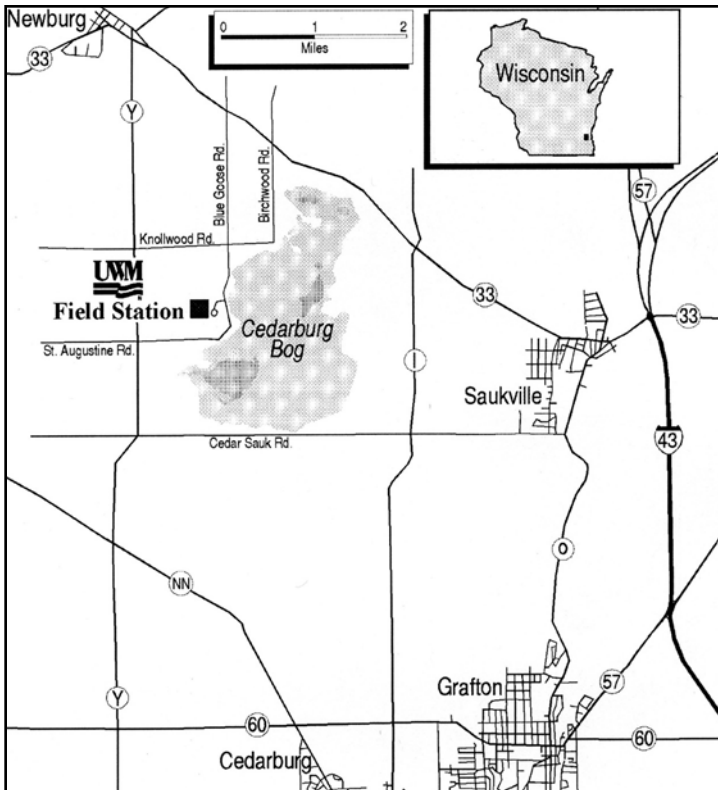 Newburg
0 1 2
Miles
Wisconsin
33
Y
Blue Goose Rd.
Birchwood Rd.
57
Knollwood Rd.
UWM
Field Station
Cedarburg
Bog
33
33
St. Augustine Rd.
I
Saukville
Cedar Sauk Rd.
43
O
NN
Grafton
57
Y
60
60
Cedarburg